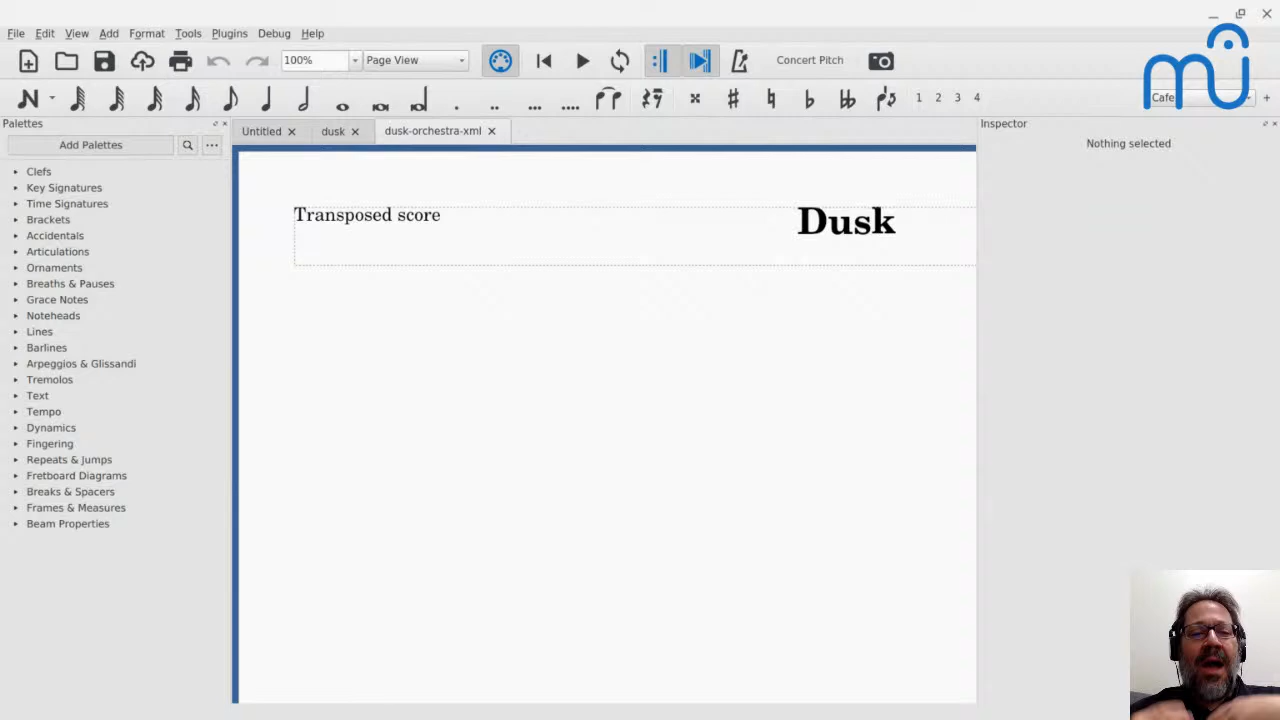 File Edit View Add Format Tools Plugins Debug Help
100% Page View Concert Pitch
1 2 3 4 Cafe +
Palettes
Untitled dusk dusk-orchestra-xml
Inspector
Add Palettes
Nothing selected
Clefs
Key Signatures
Time Signatures
Brackets
Accidentals
Articulations
Ornaments
Breaths & Pauses
Grace Notes
Noteheads
Lines
Barlines
Arpeggios & Glissandi
Tremolos
Text
Tempo
Dynamics
Fingering
Repeats & Jumps
Fretboard Diagrams
Breaks & Spacers
Frames & Measures
Beam Properties
Transposed score
Dusk